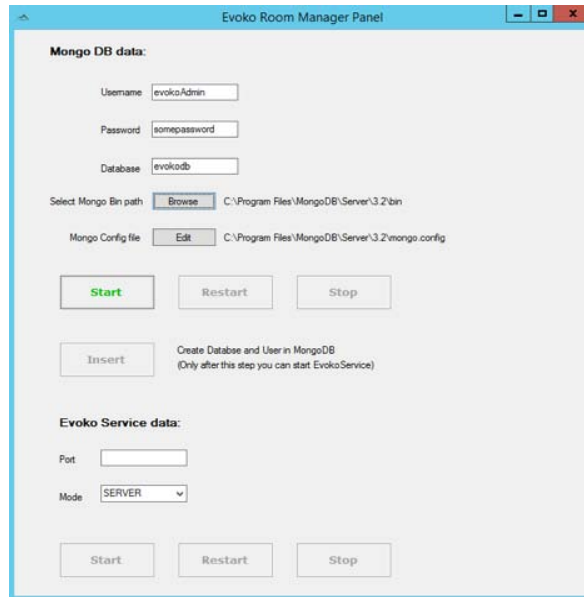 Evoko Room Manager Panel
Mongo DB data:
Username evokoAdmin
Password somepassword
Database evokodb
Select Mongo Bin path Browse C:\Program Files\MongoDB\Server\3.2\bin
Mongo Config file Edit C:\Program Files\MongoDB\Server\3.2\mongo.config
Start Restart Stop
Insert Create Databse and User in MongoDB
(Only after this step you can start EvokoService)
Evoko Service data:
Port
Mode SERVER
Start Restart Stop